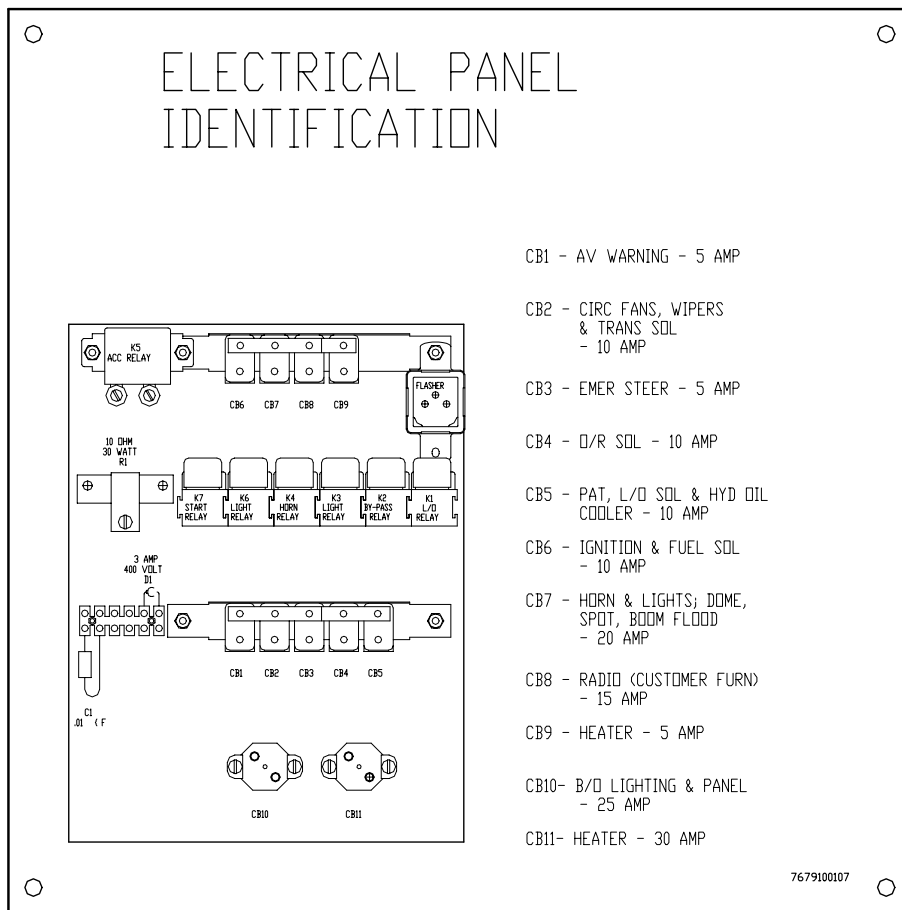 ELECTRICAL PANEL
IDENTIFICATION
CB1 - AV WARNING - 5 AMP
CB2 - CIRC FANS, WIPERS
& TRANS SOL
- 10 AMP
CB3 - EMER STEER - 5 AMP
CB4 - O/R SOL - 10 AMP
CB5 - PAT, L/O SOL & HYD OIL
COOLER - 10 AMP
CB6 - IGNITION & FUEL SOL
- 10 AMP
CB7 - HORN & LIGHTS; DOME,
SPOT, BOOM FLOOD
- 20 AMP
CB8 - RADIO (CUSTOMER FURN)
- 15 AMP
CB9 - HEATER - 5 AMP
CB10- B/O LIGHTING & PANEL
- 25 AMP
CB11- HEATER - 30 AMP
K5
ACC RELAY
CB6 CB7 CB8 CB9
FLASHER
10 OHM
30 WATT
R1
K7
START
RELAY
K6
LIGHT
RELAY
K4
HORN
RELAY
K3
LIGHT
RELAY
K2
BY-PASS
RELAY
K1
L/O
RELAY
3 AMP
400 VOLT
D1
CB1 CB2 CB3 CB4 CB5
C1
.01 ( F
CB10 CB11
7679100107